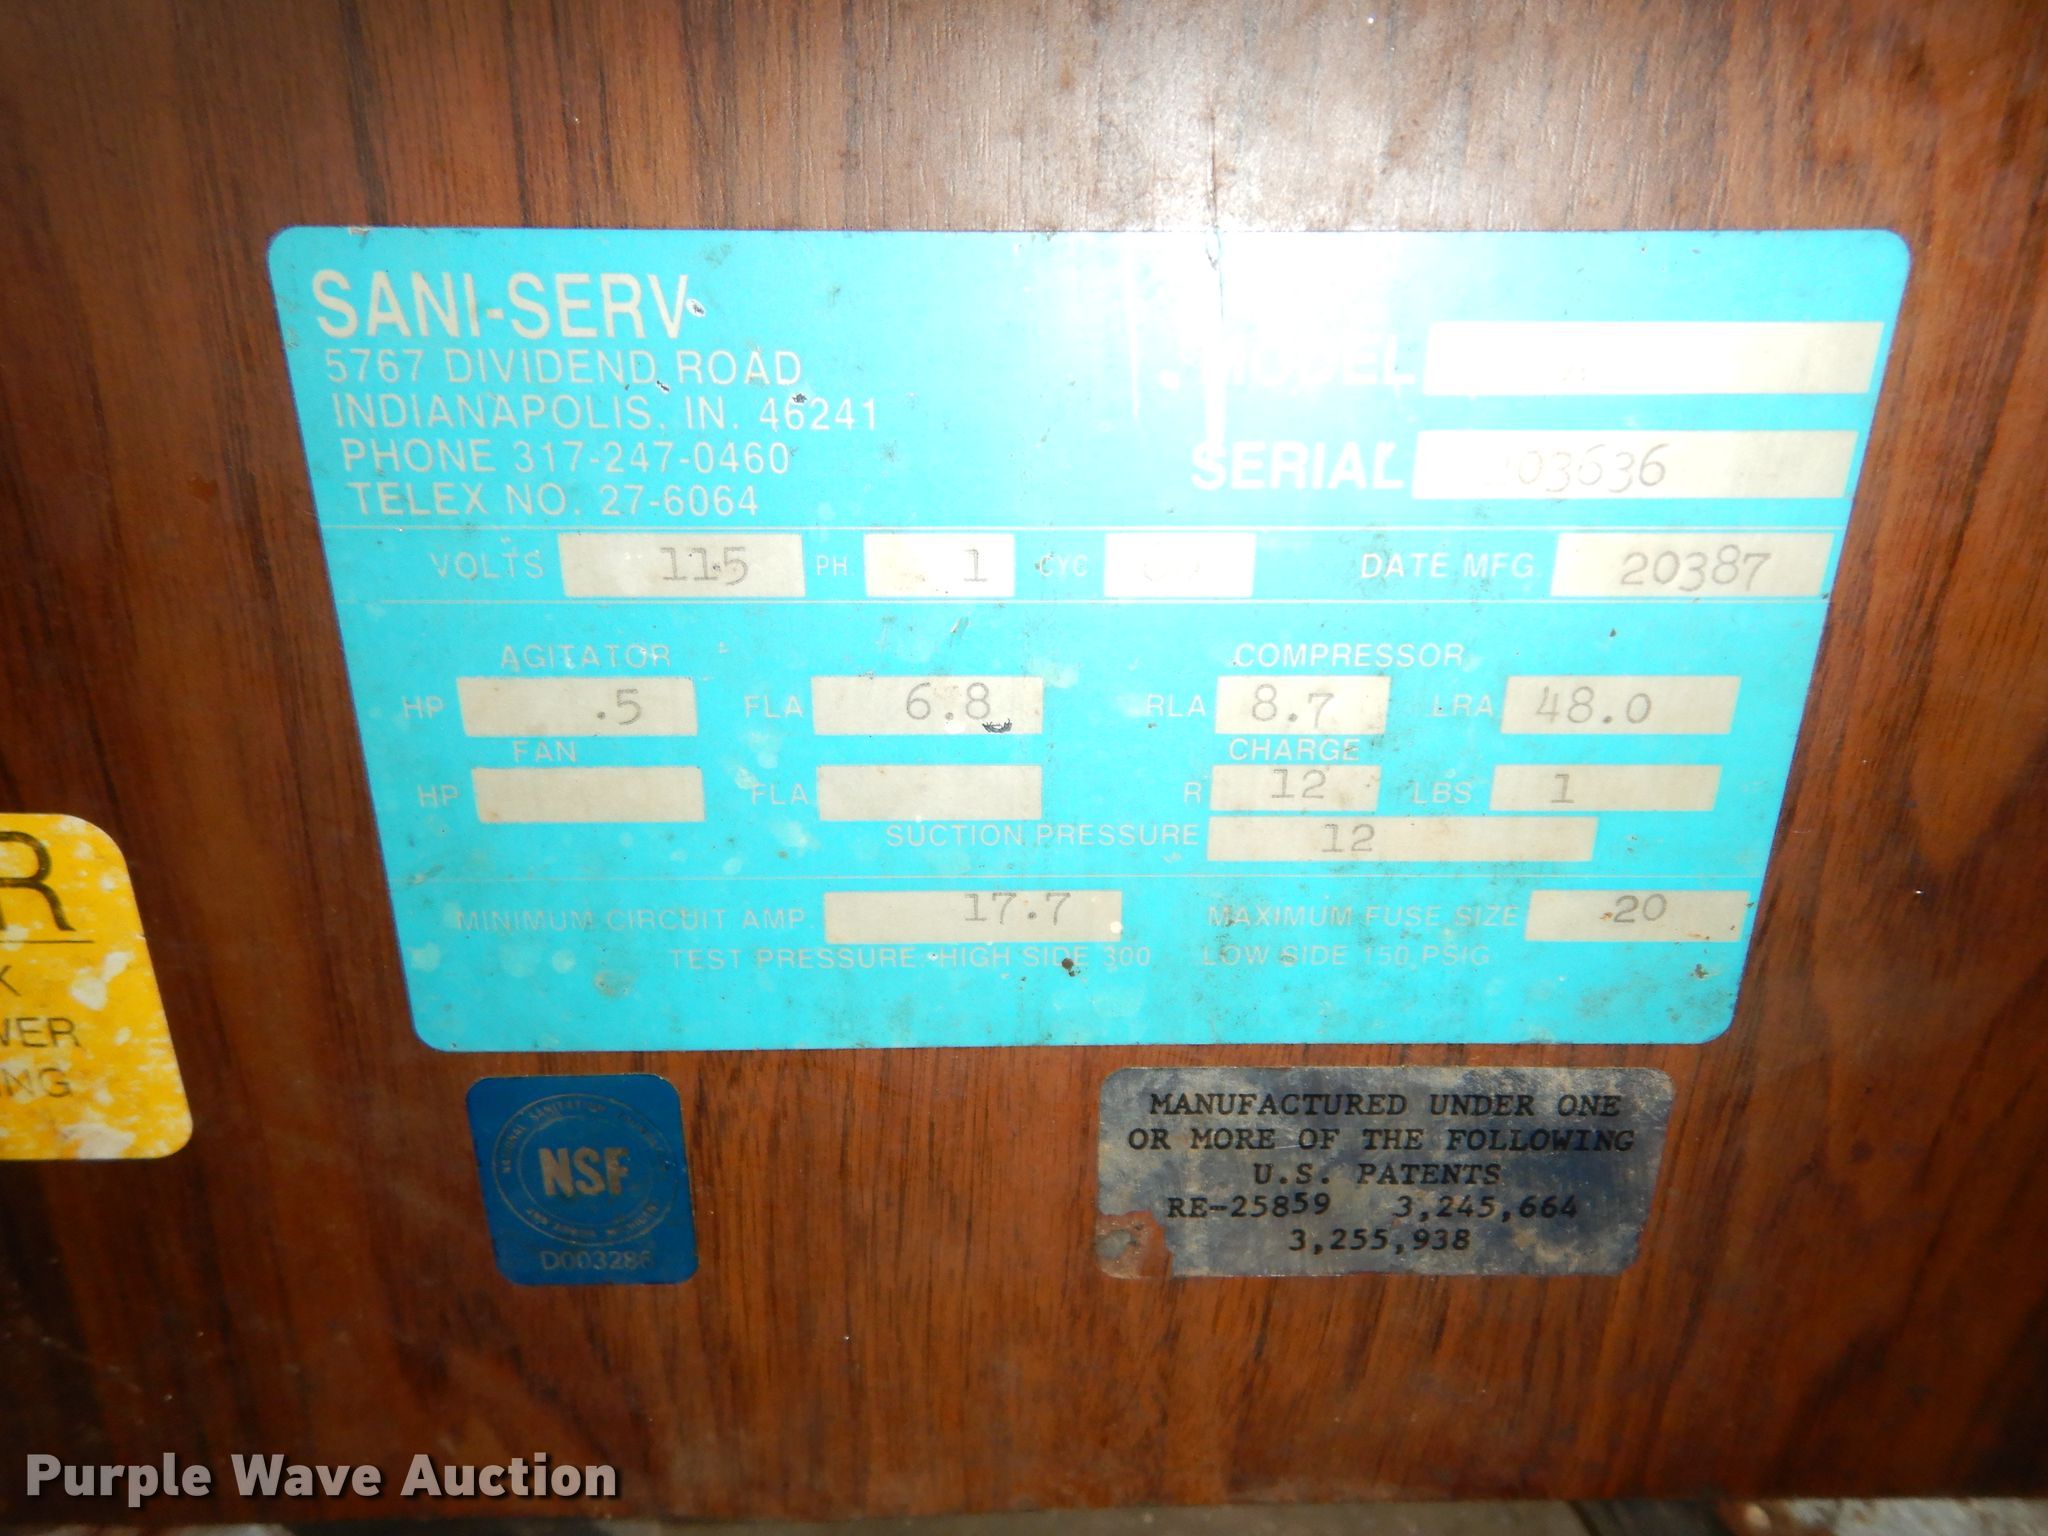 SANI-SERV
5767 DIVIDEND ROAD
INDIANAPOLIS, IN. 46241
PHONE 317-247-0460
TELEX NO. 27-6064
MODEL
SERIAL 03636
VOLTS 115 PH. 1 CYC DATE MFG. 20387
AGITATOR COMPRESSOR
HP .5 FLA 6.8 RLA 8.7 LRA 48.0
FAN CHARGE
HP FLA R 12 LBS. 1
SUCTION PRESSURE 12
MINIMUM CIRCUIT AMP. 17.7 MAXIMUM FUSE SIZE 20
TEST PRESSURE-HIGH SIDE 300 LOW SIDE 150 PSIG
NSF
D003286
MANUFACTURED UNDER ONE
OR MORE OF THE FOLLOWING
U.S. PATENTS
RE-25859 3,245,664
3,255,938
Purple Wave Auction